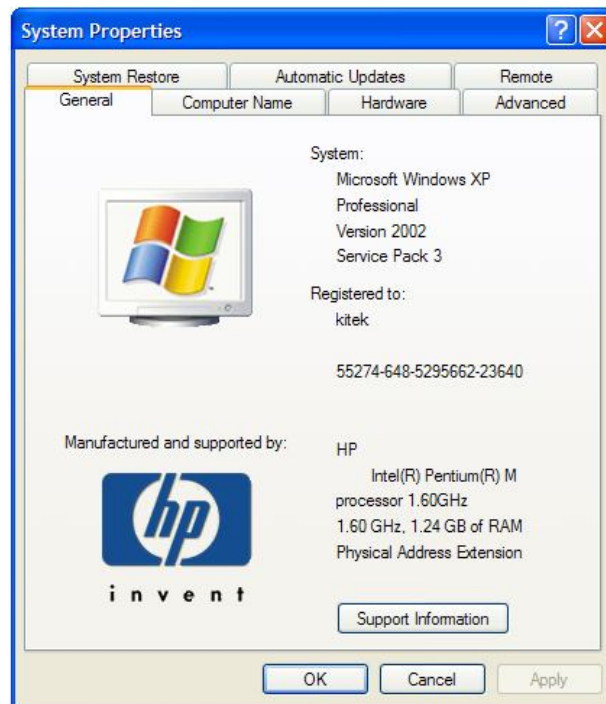 System Properties
System Restore
Automatic Updates
Remote
General
Computer Name
Hardware
Advanced
System:
Microsoft Windows XP
Professional
Version 2002
Service Pack 3
Registered to:
kitek
55274-648-5295662-23640
Manufactured and supported by:
hp
invent
HP
Intel(R) Pentium(R) M
processor 1.60GHz
1.60 GHz, 1.24 GB of RAM
Physical Address Extension
Support Information
OK
Cancel
Apply